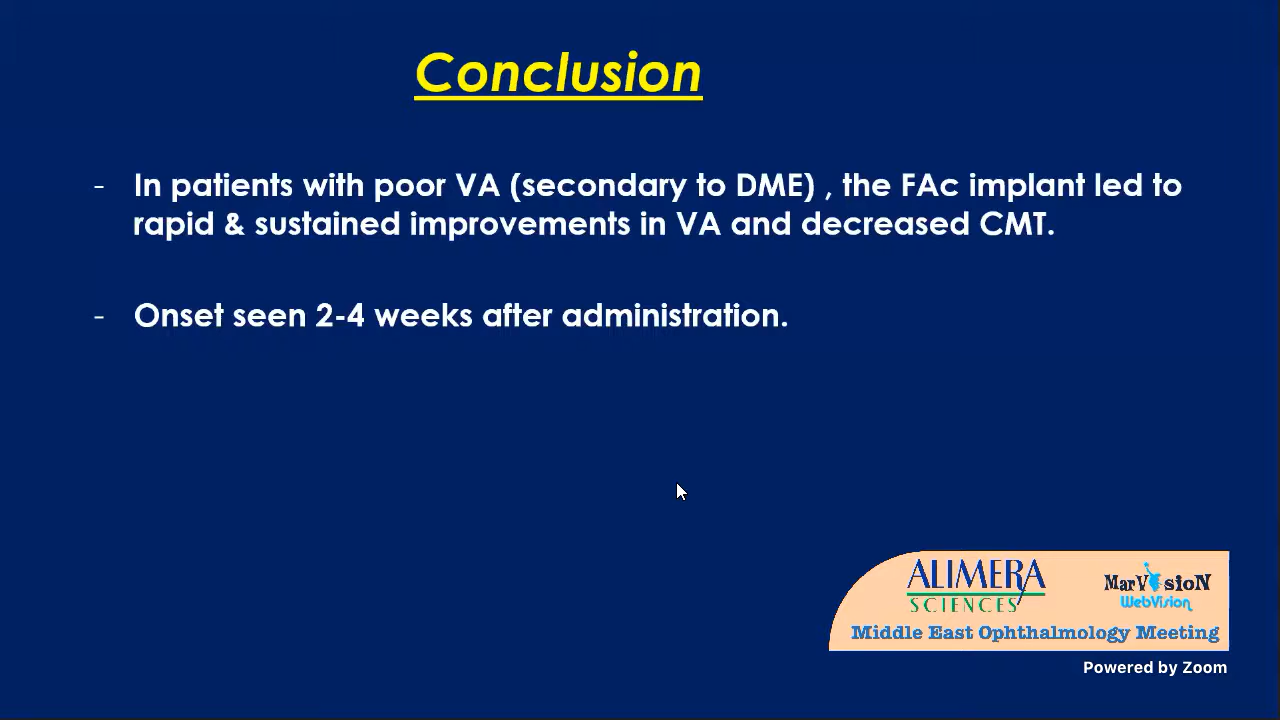 Conclusion
- In patients with poor VA (secondary to DME) , the FAc implant led to
rapid & sustained improvements in VA and decreased CMT.
- Onset seen 2-4 weeks after administration.
ALIMERA
SCIENCES
MarVisioN
WebVision
Middle East Ophthalmology Meeting
Powered by Zoom